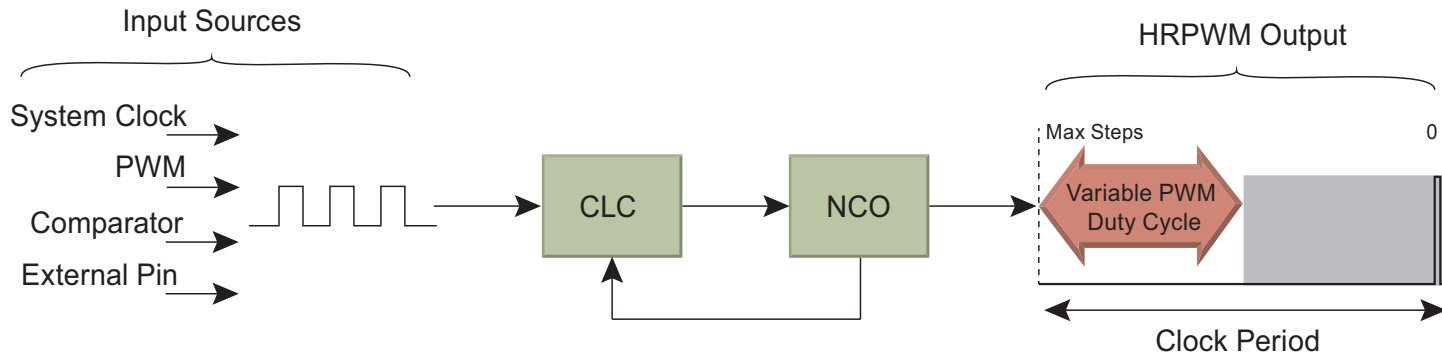 Input Sources
System Clock
PWM
Comparator
External Pin
CLC
NCO
HRPWM Output
Max Steps
0
Variable PWM
Duty Cycle
Clock Period